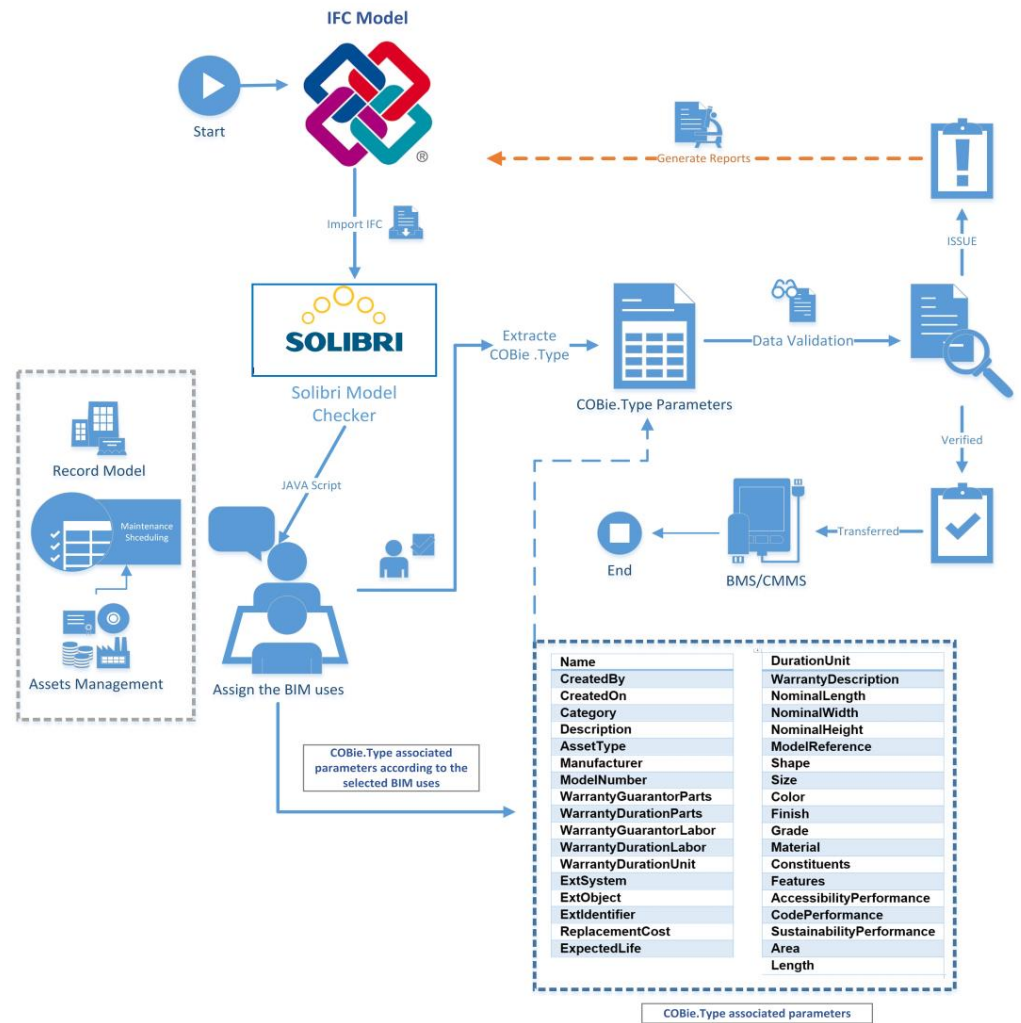 IFC Model
Start
®
Generate Reports
Import IFC
ISSUE
SOLIBRI
Solibri Model
Checker
Extracte
COBie .Type
Data Validation
COBie.Type Parameters
Verified
Record Model
JAVA Script
Maintenance
Shceduling
Transferred
End
BMS/CMMS
Assets Management
Assign the BIM uses
COBie.Type associated
parameters according to the
selected BIM uses
Name
CreatedBy
CreatedOn
Category
Description
AssetType
Manufacturer
ModelNumber
WarrantyGuarantorParts
WarrantyDurationParts
WarrantyGuarantorLabor
WarrantyDurationLabor
WarrantyDurationUnit
ExtSystem
ExtObject
ExtIdentifier
ReplacementCost
ExpectedLife
DurationUnit
WarrantyDescription
NominalLength
NominalWidth
NominalHeight
ModelReference
Shape
Size
Color
Finish
Grade
Material
Constituents
Features
AccessibilityPerformance
CodePerformance
SustainabilityPerformance
Area
Length
COBie.Type associated parameters